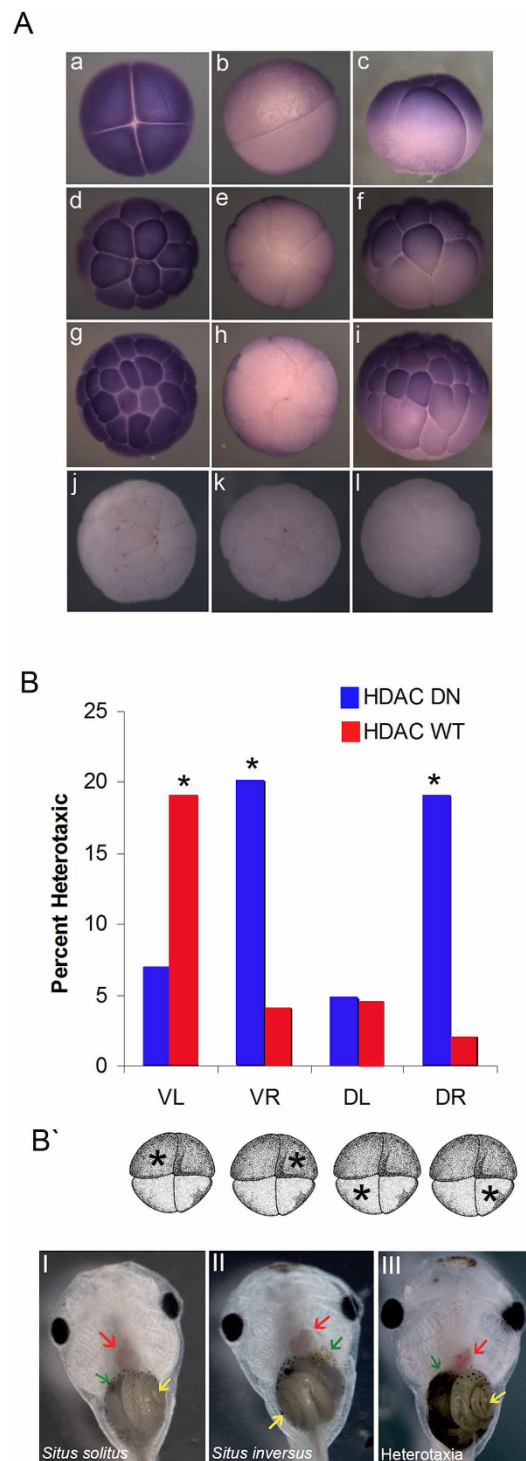 A
a
b
c
d
e
f
g
h
i
j
k
l
B
HDAC DN
HDAC WT
Percent Heterotaxic
25
20
15
10
5
0
*
*
*
VL
VR
DL
DR
B`
*
*
*
*
I
II
III
Situs solitus
Situs inversus
Heterotaxia